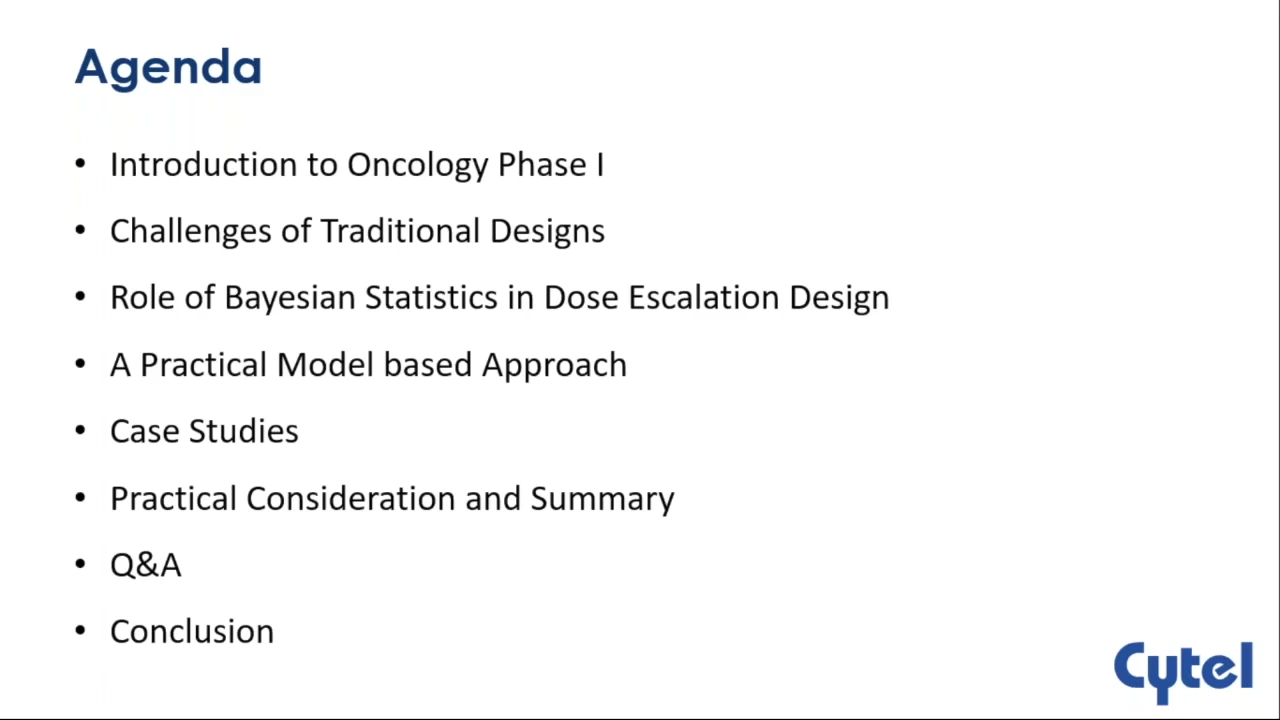 Agenda
• Introduction to Oncology Phase I
• Challenges of Traditional Designs
• Role of Bayesian Statistics in Dose Escalation Design
• A Practical Model based Approach
• Case Studies
• Practical Consideration and Summary
• Q&A
• Conclusion
Cytel